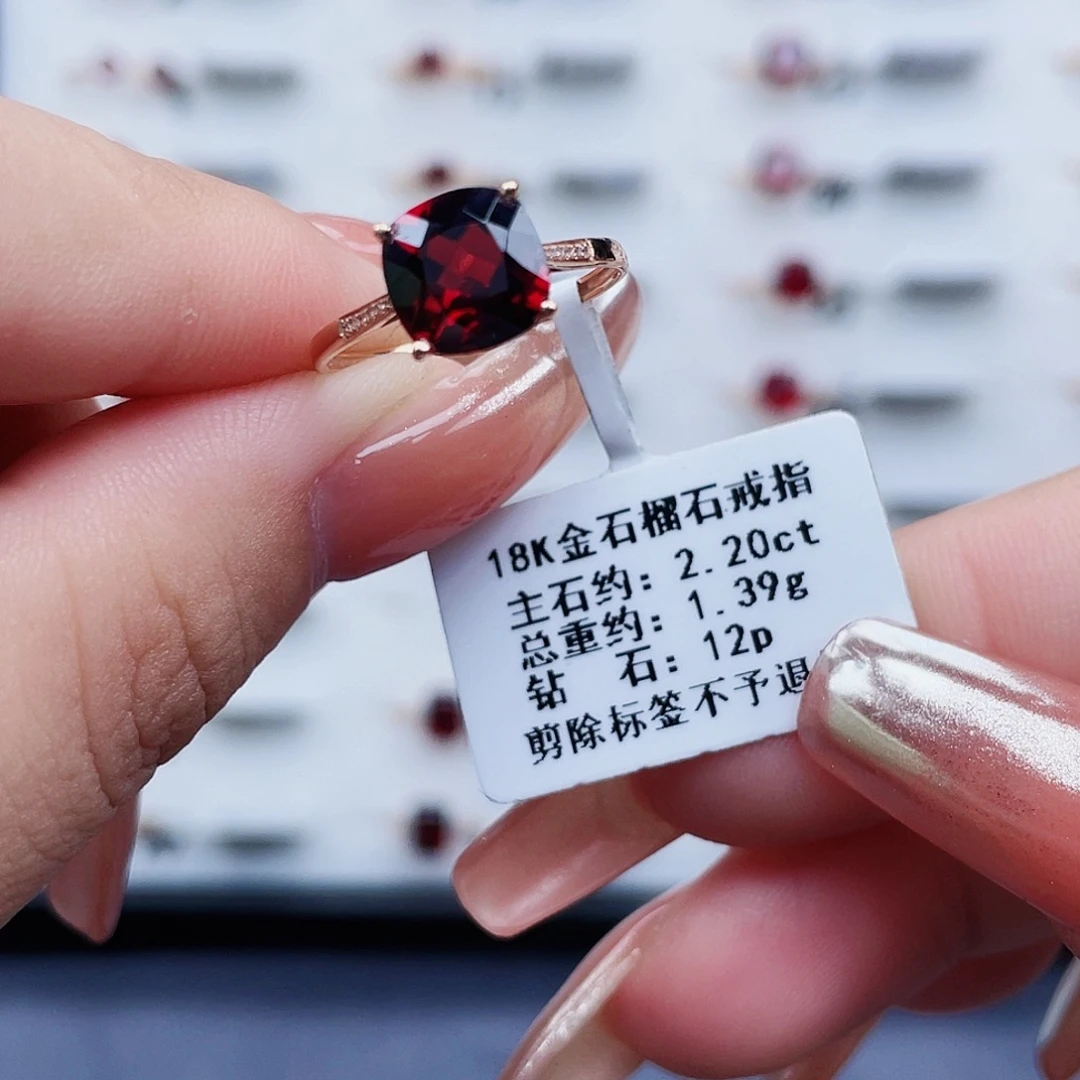 18K金石榴石戒指
主石约：2.20ct
总重约：1.39g
钻 石：12p
剪除标签不予退